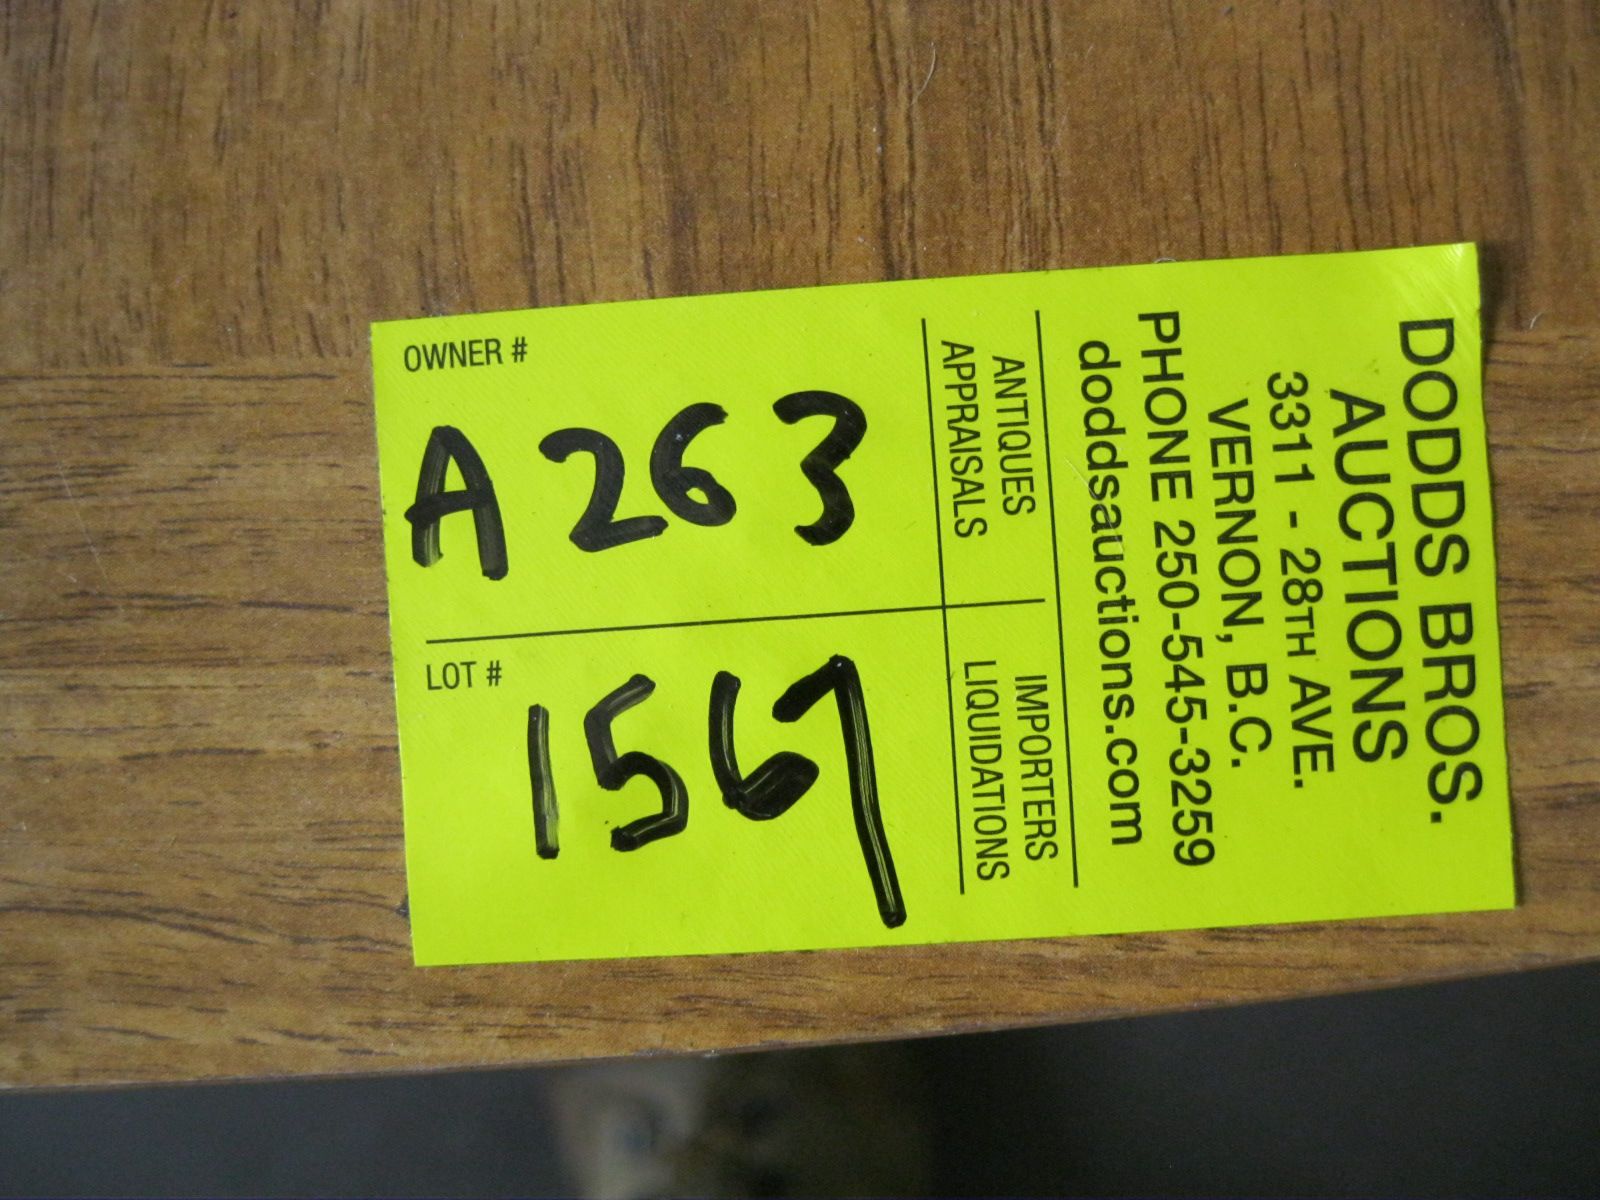 DODDS BROS.
AUCTIONS
3311 - 28TH AVE.
VERNON, B.C.
PHONE 250-545-3259
doddsauctions.com
ANTIQUES
APPRAISALS
IMPORTERS
LIQUIDATIONS
OWNER #
A263
LOT #
1567